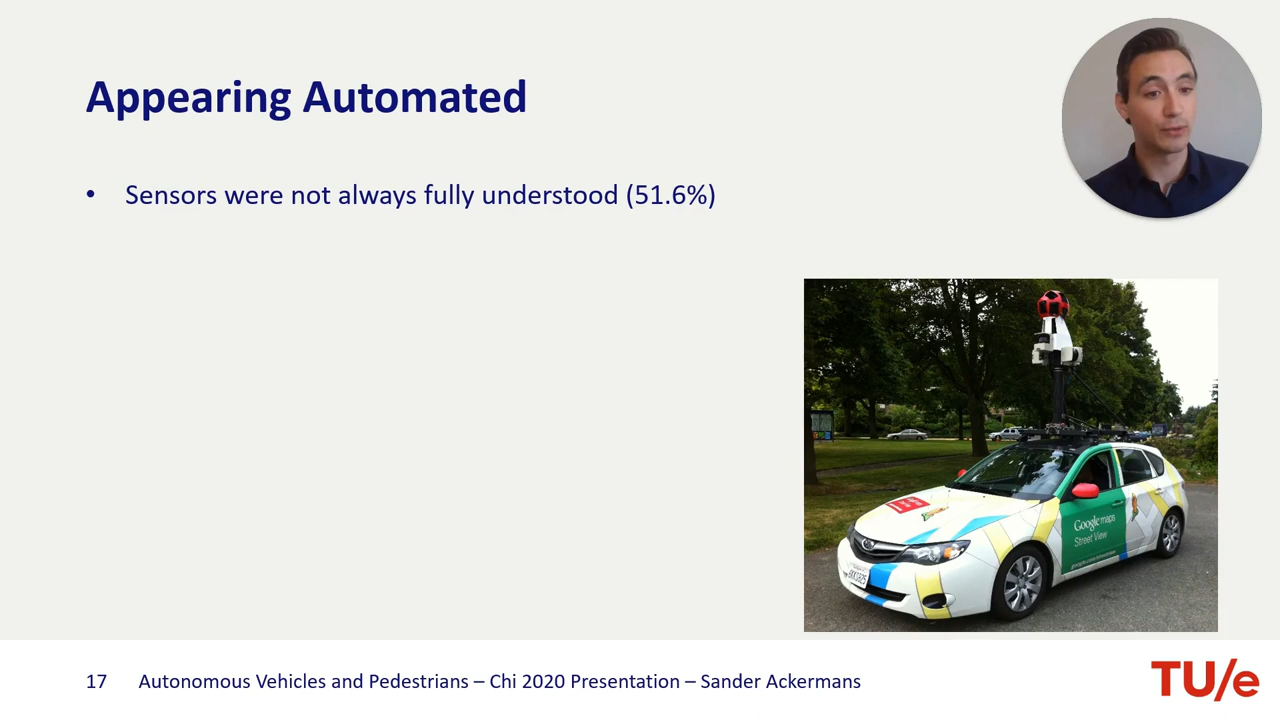 Appearing Automated
• Sensors were not always fully understood (51.6%)
Google maps
Street View
17 Autonomous Vehicles and Pedestrians – Chi 2020 Presentation – Sander Ackermans
TU/e